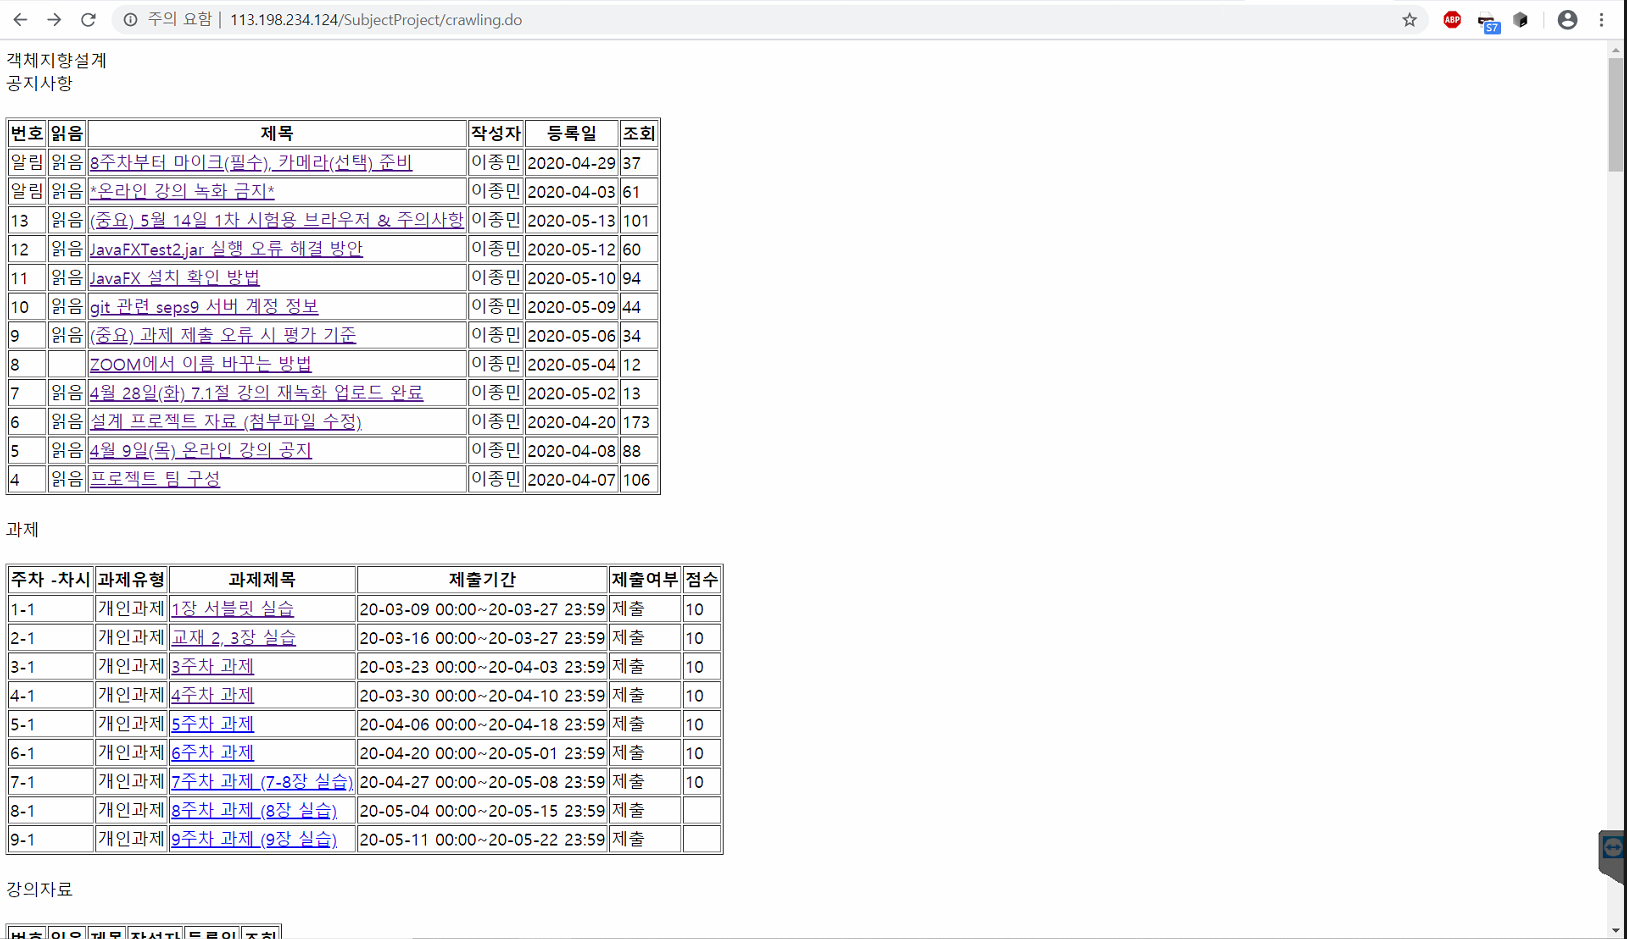 주의 요함 | 113.198.234.124/SubjectProject/crawling.do
ABP
57
객체지향설계
공지사항
번호 읽음 제목 작성자 등록일 조회
알림 읽음 8주차부터 마이크(필수), 카메라(선택) 준비 이종민 2020-04-29 37
알림 읽음 *온라인 강의 녹화 금지* 이종민 2020-04-03 61
13 읽음 (중요) 5월 14일 1차 시험용 브라우저 & 주의사항 이종민 2020-05-13 101
12 읽음 JavaFXTest2.jar 실행 오류 해결 방안 이종민 2020-05-12 60
11 읽음 JavaFX 설치 확인 방법 이종민 2020-05-10 94
10 읽음 git 관련 seps9 서버 계정 정보 이종민 2020-05-09 44
9 읽음 (중요) 과제 제출 오류 시 평가 기준 이종민 2020-05-06 34
8 ZOOM에서 이름 바꾸는 방법 이종민 2020-05-04 12
7 읽음 4월 28일(화) 7.1절 강의 재녹화 업로드 완료 이종민 2020-05-02 13
6 읽음 설계 프로젝트 자료 (첨부파일 수정) 이종민 2020-04-20 173
5 읽음 4월 9일(목) 온라인 강의 공지 이종민 2020-04-08 88
4 읽음 프로젝트 팀 구성 이종민 2020-04-07 106
과제
주차 -차시 과제유형 과제제목 제출기간 제출여부 점수
1-1 개인과제 1장 서블릿 실습 20-03-09 00:00~20-03-27 23:59 제출 10
2-1 개인과제 교재 2, 3장 실습 20-03-16 00:00~20-03-27 23:59 제출 10
3-1 개인과제 3주차 과제 20-03-23 00:00~20-04-03 23:59 제출 10
4-1 개인과제 4주차 과제 20-03-30 00:00~20-04-10 23:59 제출 10
5-1 개인과제 5주차 과제 20-04-06 00:00~20-04-18 23:59 제출 10
6-1 개인과제 6주차 과제 20-04-20 00:00~20-05-01 23:59 제출 10
7-1 개인과제 7주차 과제 (7-8장 실습) 20-04-27 00:00~20-05-08 23:59 제출 10
8-1 개인과제 8주차 과제 (8장 실습) 20-05-04 00:00~20-05-15 23:59 제출
9-1 개인과제 9주차 과제 (9장 실습) 20-05-11 00:00~20-05-22 23:59 제출
강의자료
번호 읽음 제목 작성자 등록일 조회